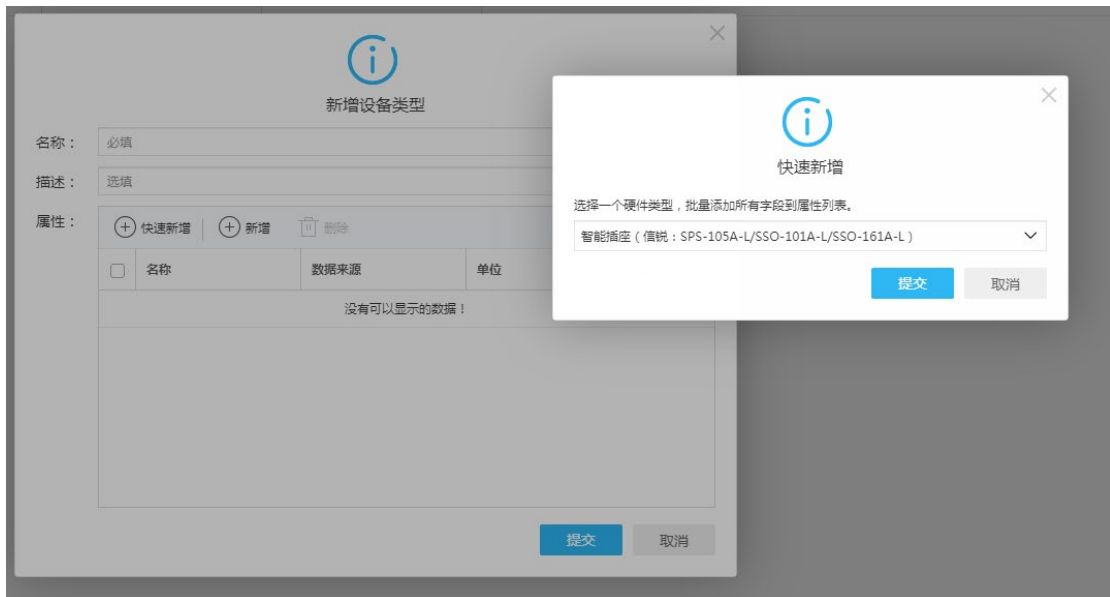 新增设备类型
名称：
必填
描述：
选填
属性：
快速新增
新增
删除
名称
数据来源
单位
没有可以显示的数据！
提交
取消
快速新增
选择一个硬件类型，批量添加所有字段到属性列表。
智能插座（信锐：SPS-105A-L/SSO-101A-L/SSO-161A-L）
提交
取消